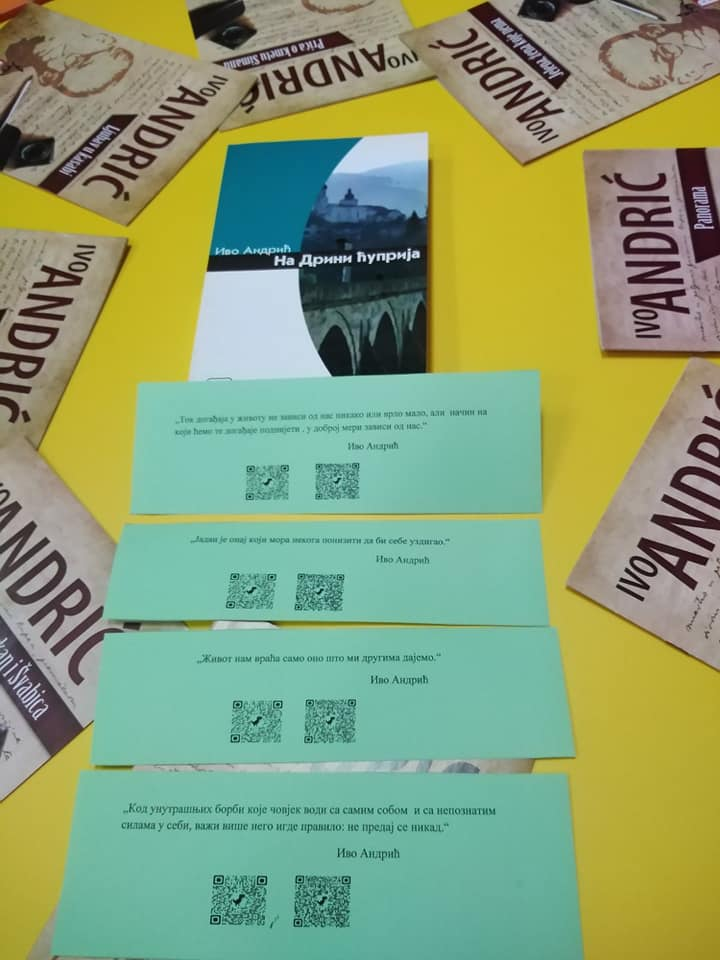 Priča o kmetu Simanu
ANDRIĆ
Jelena, žena koje nema
IVO ANDRIĆ
Ljubav u kasabi
IVO ANDRIĆ
Panorama
IVO ANDRIĆ
Иво Андрић
На Дрини ћуприја
IVO ANDRIĆ
IVO ANDRIĆ
ANDRIĆ
i Švabica
„Ток догађаја у животу не зависи од нас никако или врло мало, али начин на
који ћемо те догађаје поднијети , у доброј мери зависи од нас.“
Иво Андрић
„Јадан је онај који мора некога понизити да би себе уздигао.“
Иво Андрић
„Живот нам враћа само оно што ми другима дајемо.“
Иво Андрић
„Код унутрашњих борби које човјек води са самим собом и са непознатим
силама у себи, важи више него игде правило: не предај се никад.“
Иво Андрић